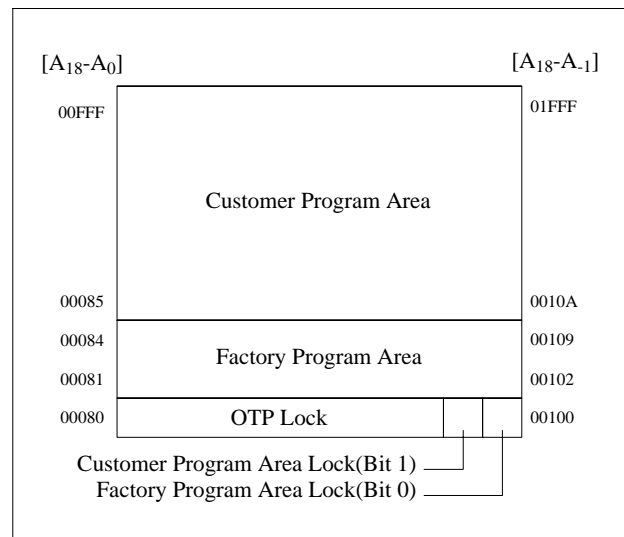 [A18-A0] [A18-A-1]
00FFF 01FFF
Customer Program Area
00085 0010A
00084 00109
Factory Program Area
00081 00102
00080 OTP Lock 00100
Customer Program Area Lock(Bit 1)
Factory Program Area Lock(Bit 0)